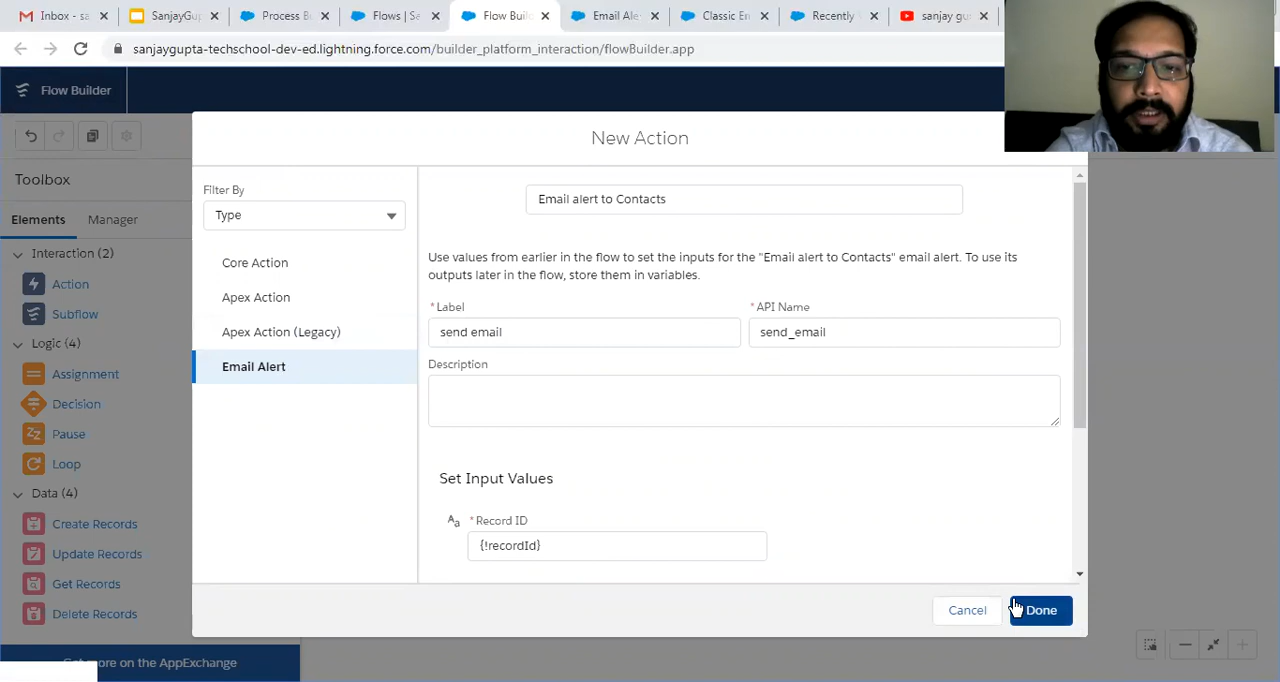 Inbox - sa
SanjayGup
Process B
Flows | Sa
Flow Buil
Email Ale
Classic En
Recently
sanjay gu
sanjaygupta-techschool-dev-ed.lightning.force.com/builder_platform_interaction/flowBuilder.app
Flow Builder
Toolbox
Elements
Manager
Interaction (2)
Action
Subflow
Logic (4)
Assignment
Decision
Pause
Loop
Data (4)
Create Records
Update Records
Get Records
Delete Records
Get more on the AppExchange
New Action
Filter By
Type
Core Action
Apex Action
Apex Action (Legacy)
Email Alert
Email alert to Contacts
Use values from earlier in the flow to set the inputs for the "Email alert to Contacts" email alert. To use its
outputs later in the flow, store them in variables.
*Label
*API Name
send email
send_email
Description
Set Input Values
Aa
*Record ID
{!recordId}
Cancel
Done